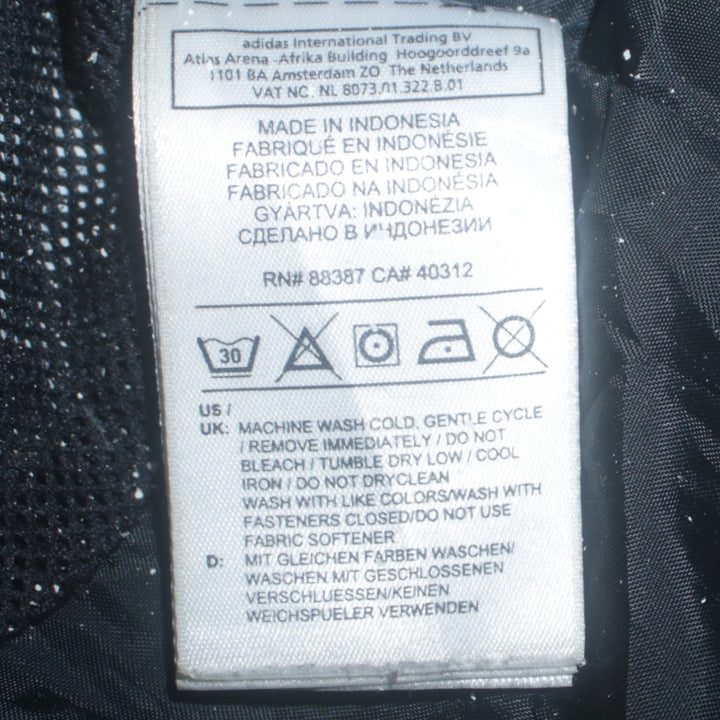 adidas International Trading BV
Atlas Arena -Afrika Building Hoogoorddreef 9a
1101 BA Amsterdam ZO The Netherlands
VAT NO. NL 8073.01.322.B.01
MADE IN INDONESIA
FABRIQUÉ EN INDONÉSIE
FABRICADO EN INDONESIA
FABRICADO NA INDONÉSIA
GYÁRTVA: INDONÉZIA
СДЕЛАНО В ИНДОНЕЗИИ
RN# 88387 CA# 40312
30
US /
UK: MACHINE WASH COLD, GENTLE CYCLE
/ REMOVE IMMEDIATELY / DO NOT
BLEACH / TUMBLE DRY LOW / COOL
IRON / DO NOT DRYCLEAN
WASH WITH LIKE COLORS/WASH WITH
FASTENERS CLOSED/DO NOT USE
FABRIC SOFTENER
D: MIT GLEICHEN FARBEN WASCHEN/
WASCHEN MIT GESCHLOSSENEN
VERSCHLUESSEN/KEINEN
WEICHSPUELER VERWENDEN